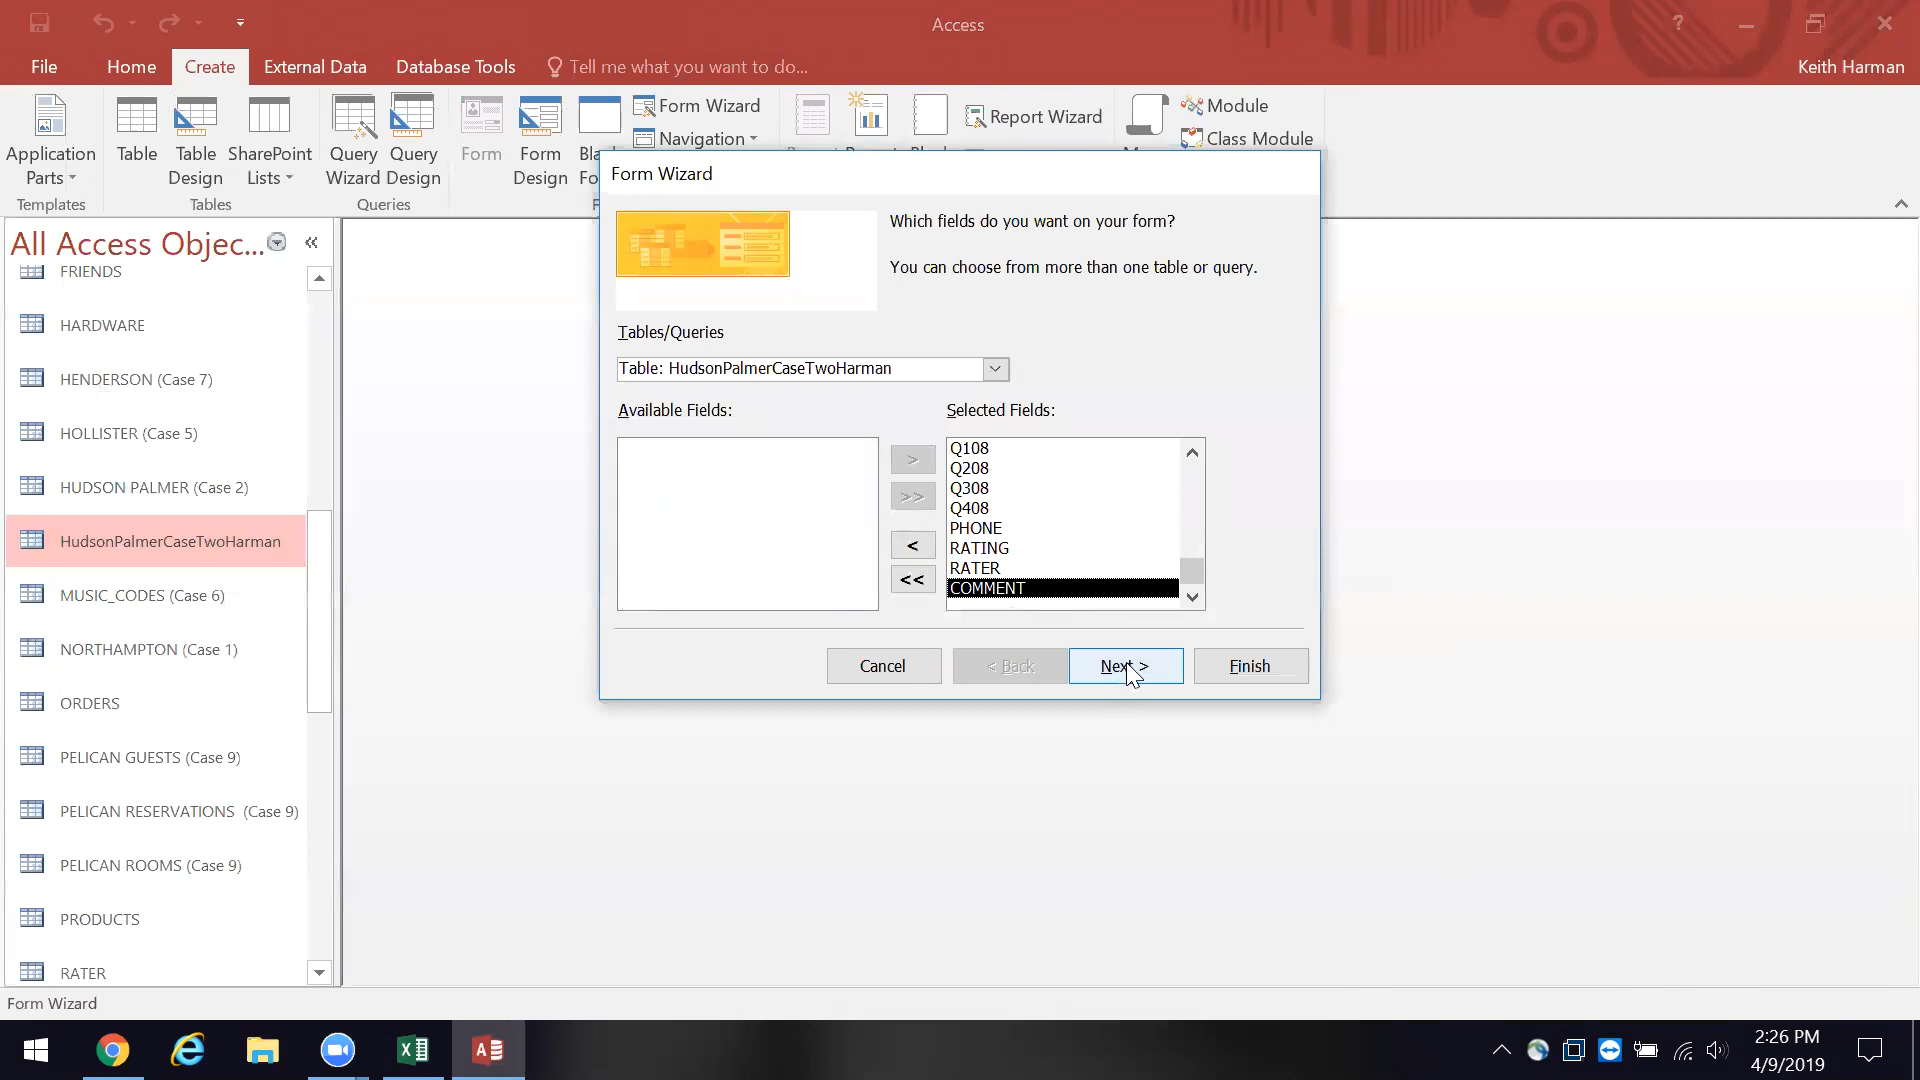 Access
File
Home
Create
External Data
Database Tools
Tell me what you want to do...
Keith Harman
Application
Parts
Table
Table
Design
SharePoint
Lists
Query
Wizard
Query
Design
Form
Form
Design
Form Wizard
Navigation
Report Wizard
Module
Class Module
Templates
Tables
Queries
All Access Objec...
FRIENDS
HARDWARE
HENDERSON (Case 7)
HOLLISTER (Case 5)
HUDSON PALMER (Case 2)
HudsonPalmerCaseTwoHarman
MUSIC_CODES (Case 6)
NORTHAMPTON (Case 1)
ORDERS
PELICAN GUESTS (Case 9)
PELICAN RESERVATIONS (Case 9)
PELICAN ROOMS (Case 9)
PRODUCTS
RATER
Form Wizard
Form Wizard
Which fields do you want on your form?
You can choose from more than one table or query.
Tables/Queries
Table: HudsonPalmerCaseTwoHarman
Available Fields:
Selected Fields:
>
>>
<
<<
Q108
Q208
Q308
Q408
PHONE
RATING
RATER
COMMENT
Cancel
< Back
Next >
Finish
2:26 PM
4/9/2019